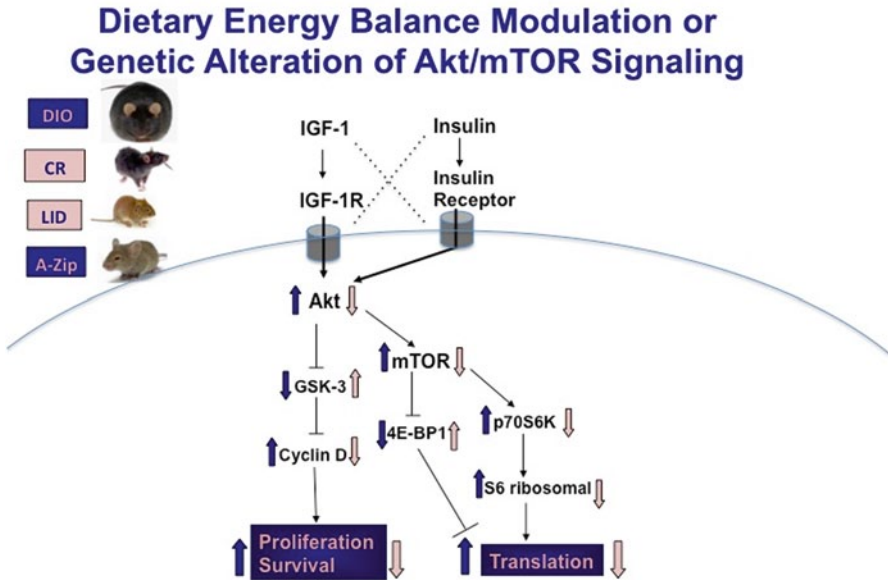 Dietary Energy Balance Modulation or
Genetic Alteration of Akt/mTOR Signaling
DIO
CR
LID
A-Zip
IGF-1
Insulin
IGF-1R
Insulin
Receptor
Akt
mTOR
GSK-3
4E-BP1
p70S6K
Cyclin D
S6 ribosomal
Proliferation
Survival
Translation